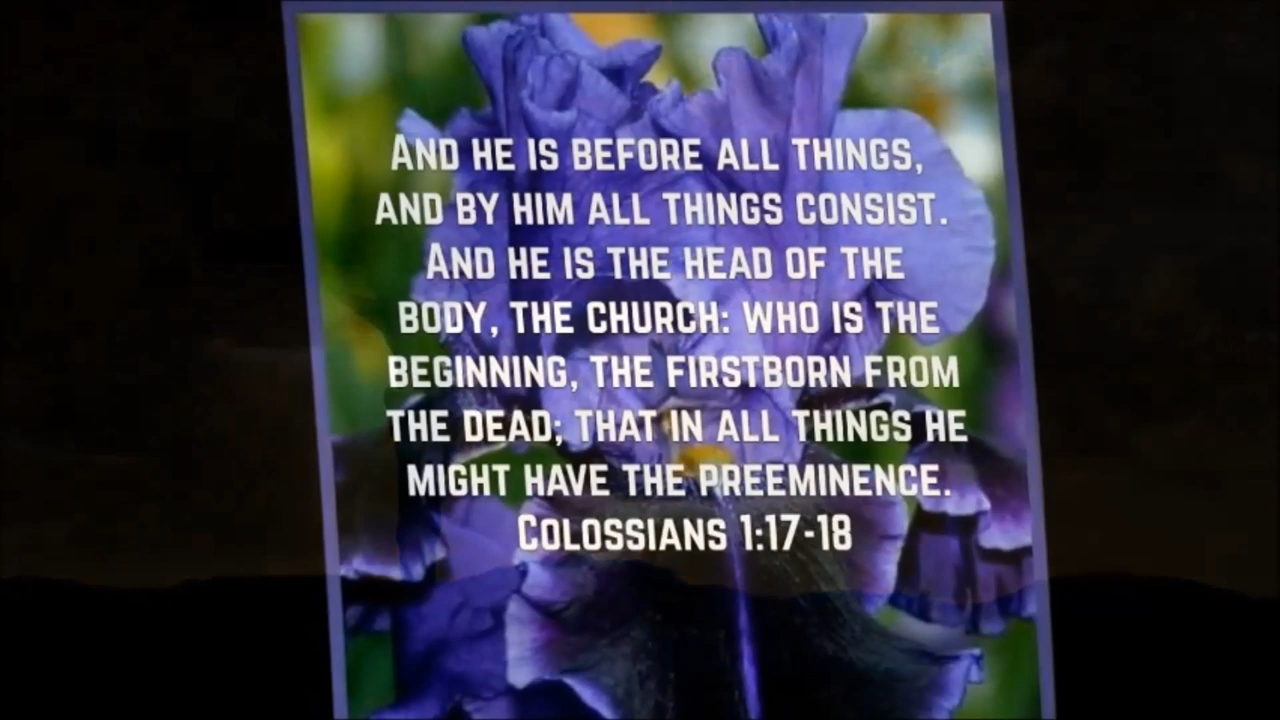 And he is before all things,
and by him all things consist.
And he is the head of the
body, the church: who is the
beginning, the firstborn from
the dead; that in all things he
might have the preeminence.
Colossians 1:17-18